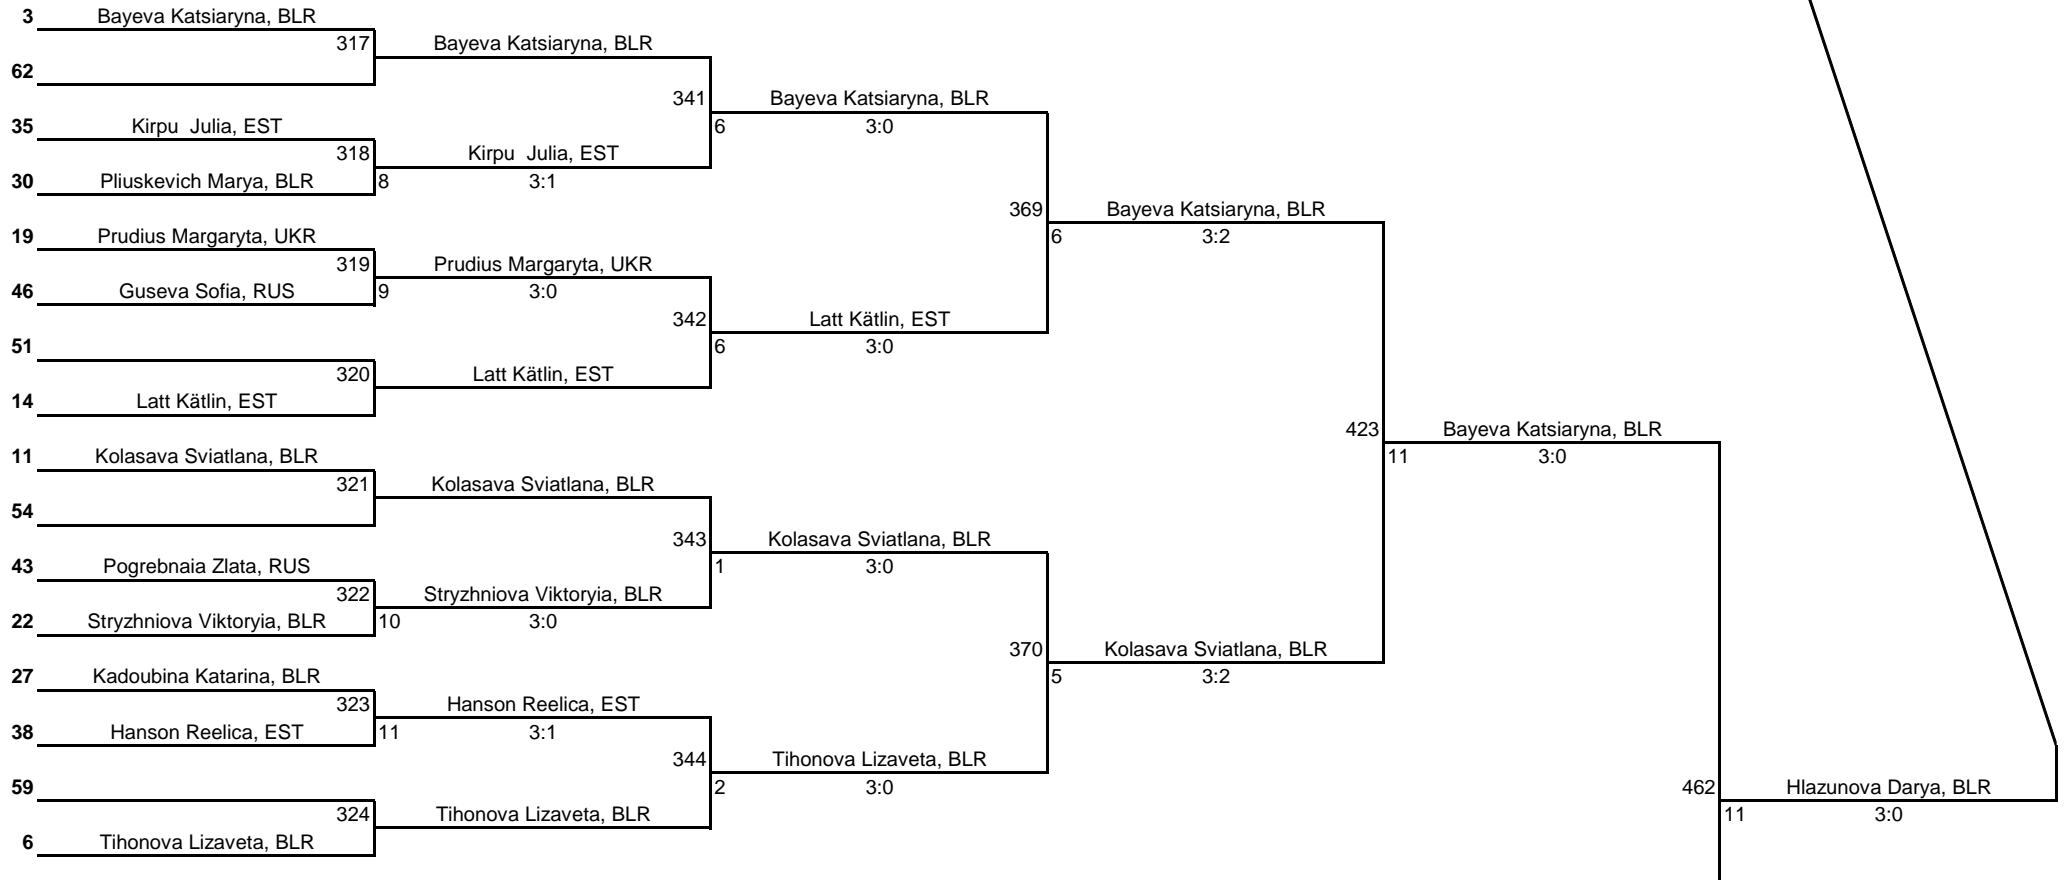 3 Bayeva Katsiaryna, BLR
317 Bayeva Katsiaryna, BLR
62
341 Bayeva Katsiaryna, BLR
35 Kirpu Julia, EST 6 3:0
318 Kirpu Julia, EST
30 Pliuskevich Marya, BLR 8 3:1
369 Bayeva Katsiaryna, BLR
19 Prudius Margaryta, UKR 6 3:2
319 Prudius Margaryta, UKR
46 Guseva Sofia, RUS 9 3:0
342 Latt Kätlin, EST
51 6 3:0
320 Latt Kätlin, EST
14 Latt Kätlin, EST
423 Bayeva Katsiaryna, BLR
11 Kolasava Sviatlana, BLR 11 3:0
321 Kolasava Sviatlana, BLR
54
343 Kolasava Sviatlana, BLR
43 Pogrebnaia Zlata, RUS 1 3:0
322 Stryzhniova Viktoryia, BLR
22 Stryzhniova Viktoryia, BLR 10 3:0
370 Kolasava Sviatlana, BLR
27 Kadoubina Katarina, BLR 5 3:2
323 Hanson Reelica, EST
38 Hanson Reelica, EST 11 3:1
344 Tihonova Lizaveta, BLR
59 2 3:0 462 Hlazunova Darya, BLR
324 Tihonova Lizaveta, BLR 11 3:0
6 Tihonova Lizaveta, BLR